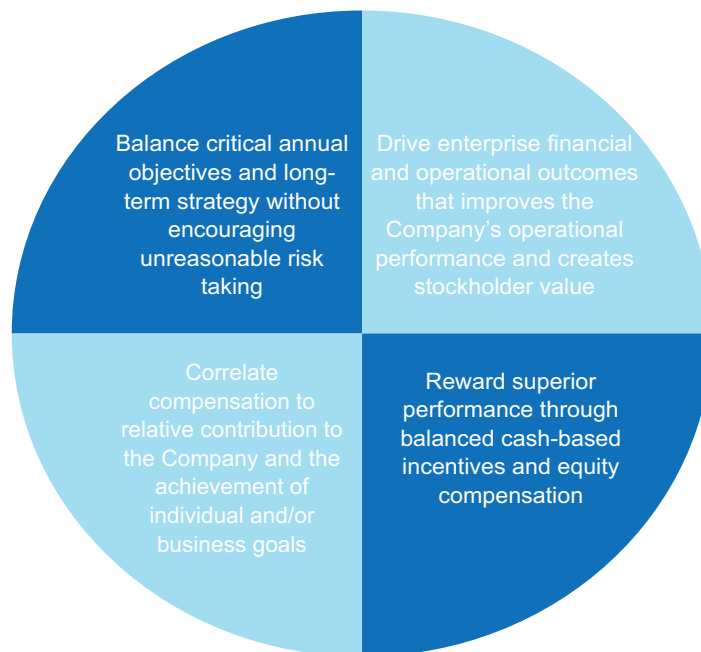 Balance critical annual
objectives and long-
term strategy without
encouraging
unreasonable risk
taking
Drive enterprise financial
and operational outcomes
that improves the
Company’s operational
performance and creates
stockholder value
Correlate
compensation to
relative contribution to
the Company and the
achievement of
individual and/or
business goals
Reward superior
performance through
balanced cash-based
incentives and equity
compensation